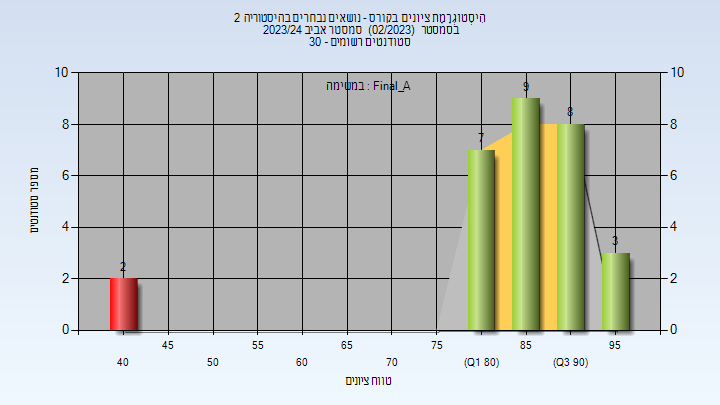 היסטוגרמת ציונים בקורס - נושאים נבחרים בהיסטוריה 2
בסמסטר (02/2023) סמסטר אביב 2023/24
סטודנטים רשומים - 30
במשימה : Final_A
מספר סטודנטים
10 10
8 8
6 6
4 4
2 2
0 0
2 7 9 8 3
45 55 65 75 85 95
40 50 60 70 (Q1 80) (Q3 90)
טווח ציונים